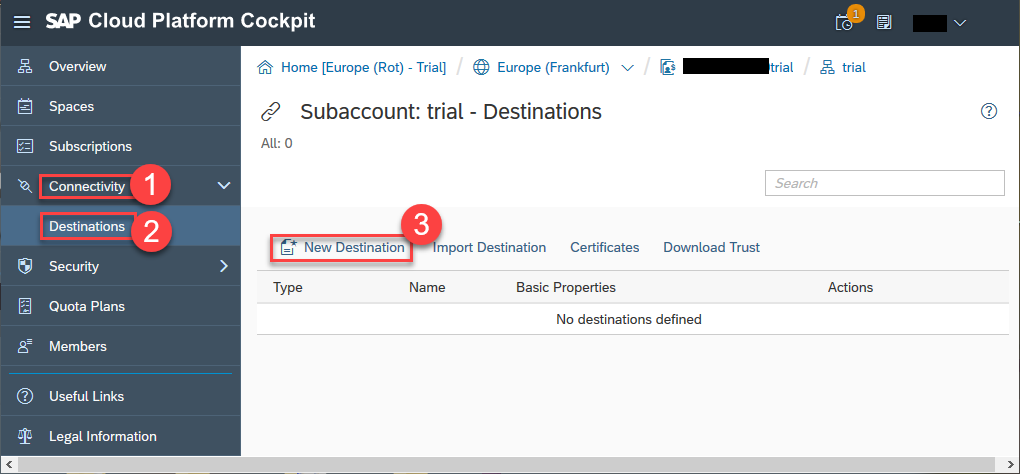 SAP Cloud Platform Cockpit
1
Overview
Spaces
Subscriptions
Connectivity 1
Destinations 2
Security
Quota Plans
Members
Useful Links
Legal Information
Home [Europe (Rot) - Trial] / Europe (Frankfurt) / trial / trial
Subaccount: trial - Destinations
All: 0
Search
3
New Destination Import Destination Certificates Download Trust
Type Name Basic Properties Actions
No destinations defined